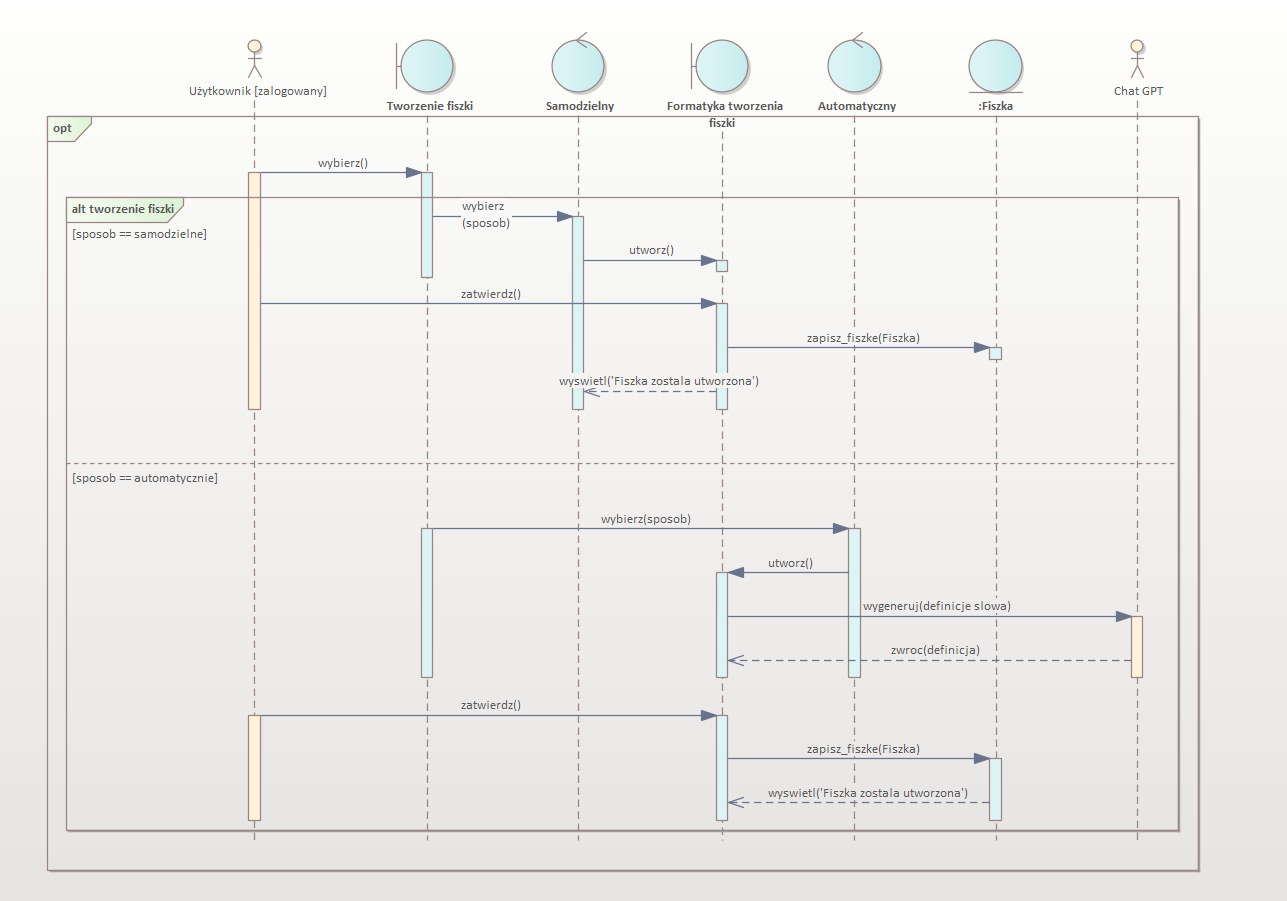 Użytkownik [zalogowany]
Tworzenie fiszki
Samodzielny
Formatyka tworzenia
fiszki
Automatyczny
:Fiszka
Chat GPT
opt
wybierz()
alt tworzenie fiszki
[sposob == samodzielne]
wybierz
(sposob)
utworz()
zatwierdz()
zapisz_fiszke(Fiszka)
wyswietl('Fiszka zostala utworzona')
[sposob == automatycznie]
wybierz(sposob)
utworz()
wygeneruj(definicje slowa)
zwroc(definicja)
zatwierdz()
zapisz_fiszke(Fiszka)
wyswietl('Fiszka zostala utworzona')